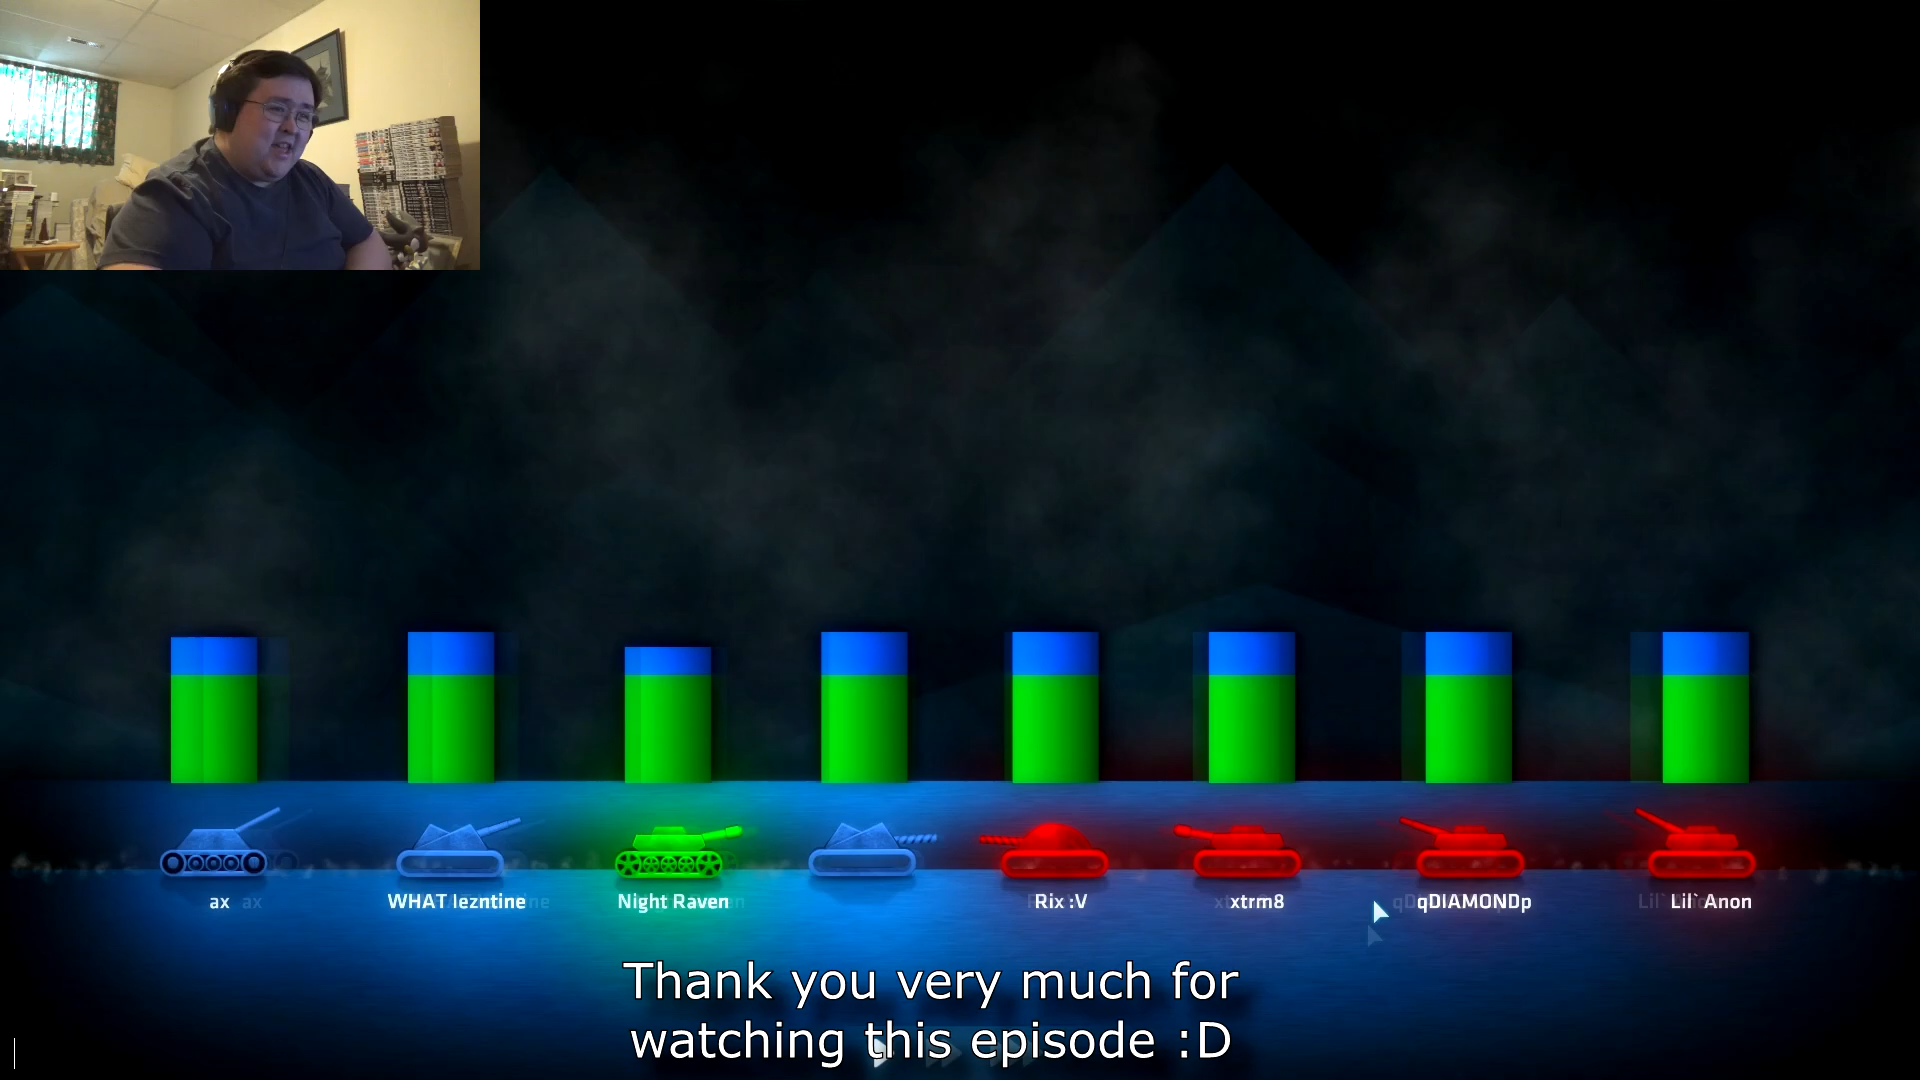 ax
WHAT lezntine
Night Raven
Rix :V
xtrm8
qDIAMONDp
Lil` Anon
Thank you very much for
watching this episode :D